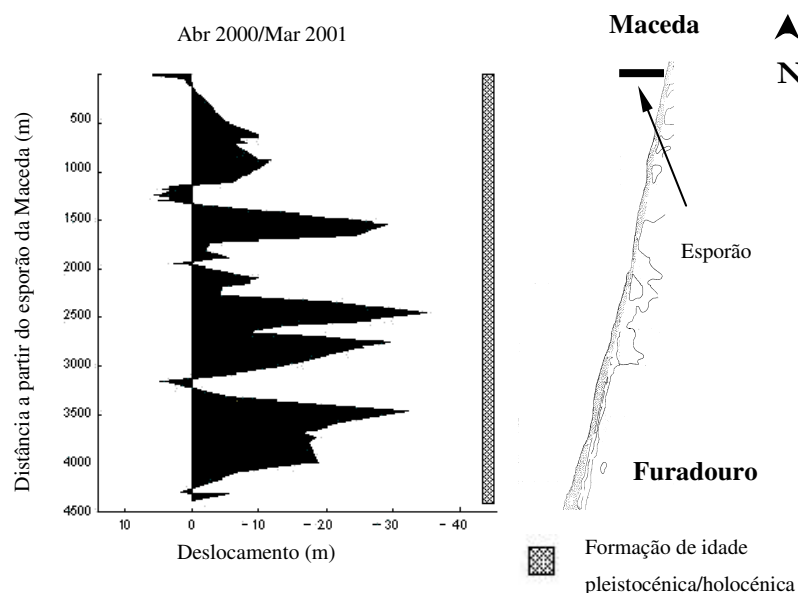 Abr 2000/Mar 2001
Maceda
N
Distância a partir do esporão da Maceda (m)
500
1000
1500
2000
2500
3000
3500
4000
4500
10
0
- 10
- 20
- 30
- 40
Deslocamento (m)
Esporão
Furadouro
Formação de idade
pleistocénica/holocénica